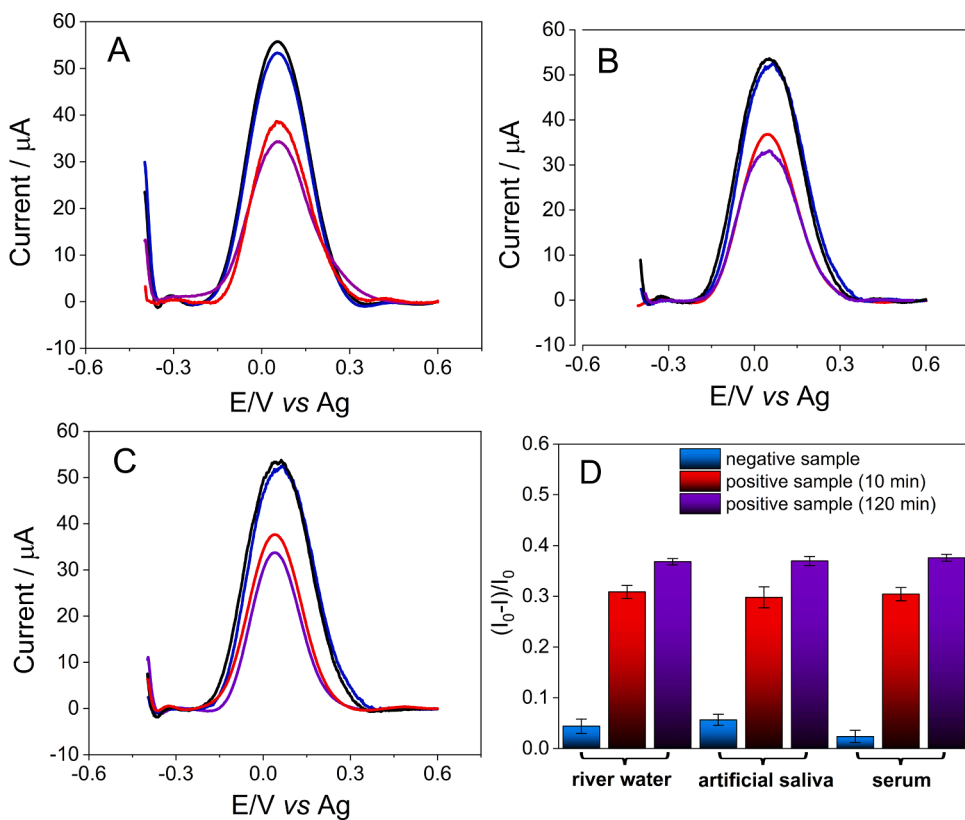 A
Current / μA
60
50
40
30
20
10
0
-10
-0.6
-0.3
0.0
0.3
0.6
E/V vs Ag
B
Current / μA
60
50
40
30
20
10
0
-10
-0.6
-0.3
0.0
0.3
0.6
E/V vs Ag
C
Current / μA
60
50
40
30
20
10
0
-10
-0.6
-0.3
0.0
0.3
0.6
E/V vs Ag
D
negative sample
positive sample (10 min)
positive sample (120 min)
(I₀-I)/I₀
0.6
0.5
0.4
0.3
0.2
0.1
0.0
river water
artificial saliva
serum